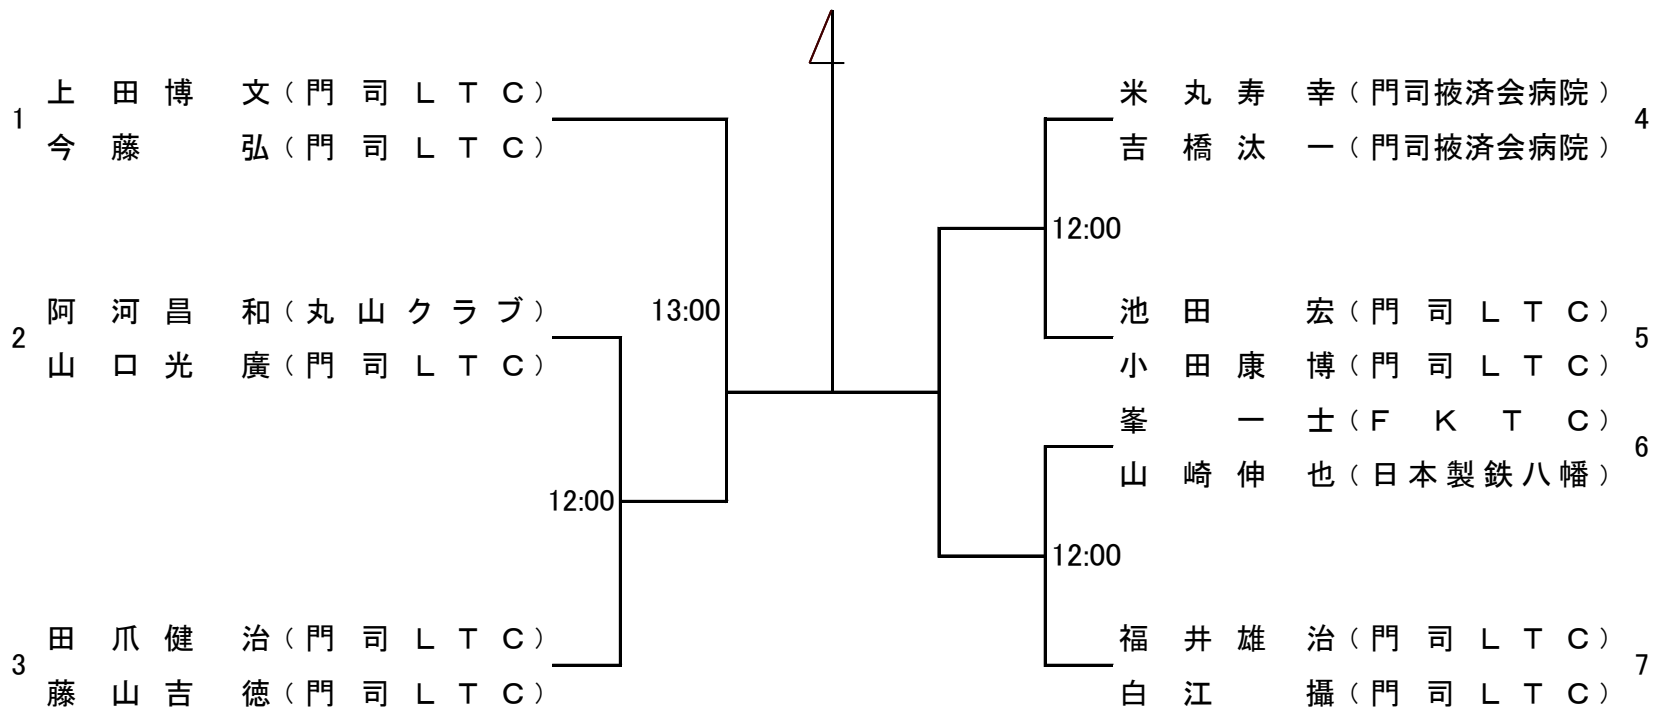 1
上田博文（門司ＬＴＣ）
今藤弘（門司ＬＴＣ）
2
阿河昌和（丸山クラブ）
山口光廣（門司ＬＴＣ）
3
田爪健治（門司ＬＴＣ）
藤山吉徳（門司ＬＴＣ）
13:00
12:00
米丸寿幸（門司掖済会病院）
吉橋汰一（門司掖済会病院）
4
12:00
池田宏（門司ＬＴＣ）
小田康博（門司ＬＴＣ）
5
峯一士（ＦＫＴＣ）
山崎伸也（日本製鉄八幡）
6
12:00
福井雄治（門司ＬＴＣ）
白江攝（門司ＬＴＣ）
7